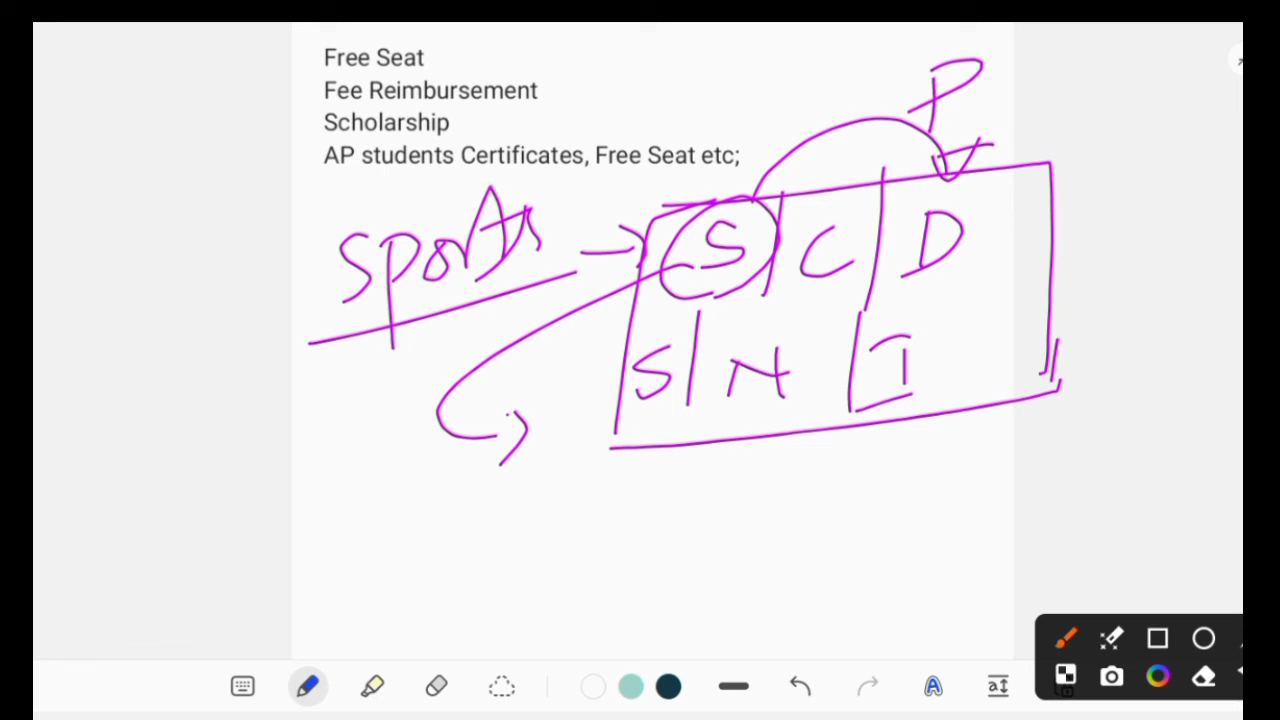 Free Seat
Fee Reimbursement
Scholarship
AP students Certificates, Free Seat etc;
P
Sports → S C D
S N I